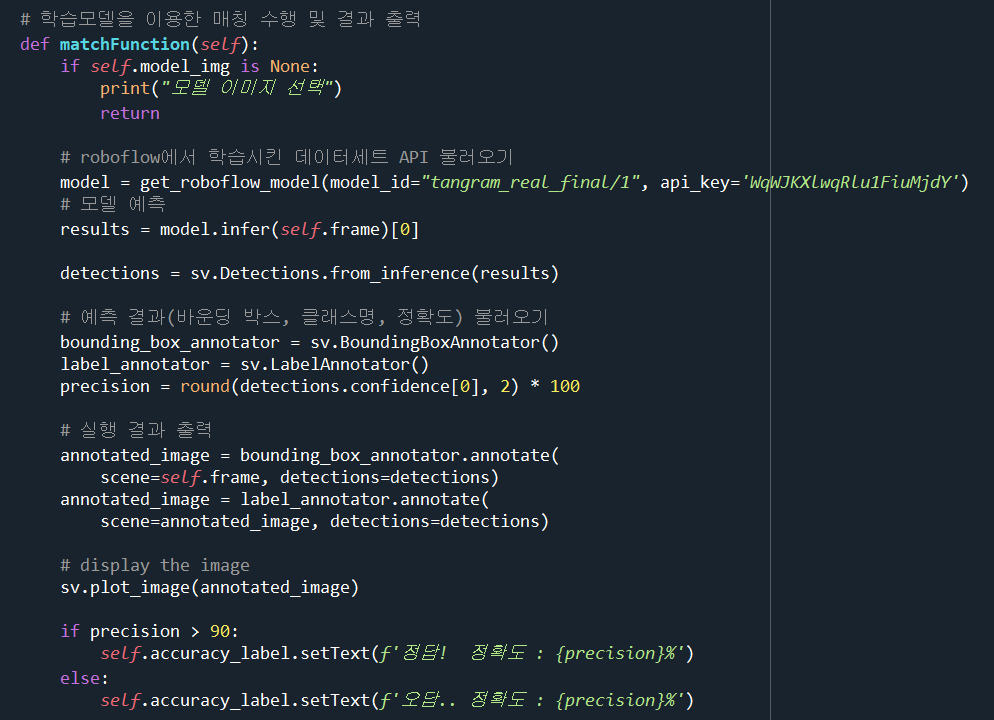 # 학습모델을 이용한 매칭 수행 및 결과 출력
def matchFunction(self):
    if self.model_img is None:
        print("모델 이미지 선택")
        return
    # roboflow에서 학습시킨 데이터세트 API 불러오기
    model = get_roboflow_model(model_id="tangram_real_final/1", api_key='WqWJKXlwqRlu1FiuMjdY')
    # 모델 예측
    results = model.infer(self.frame)[0]
    detections = sv.Detections.from_inference(results)
    # 예측 결과(바운딩 박스, 클래스명, 정확도) 불러오기
    bounding_box_annotator = sv.BoundingBoxAnnotator()
    label_annotator = sv.LabelAnnotator()
    precision = round(detections.confidence[0], 2) * 100
    # 실행 결과 출력
    annotated_image = bounding_box_annotator.annotate(
        scene=self.frame, detections=detections)
    annotated_image = label_annotator.annotate(
        scene=annotated_image, detections=detections)
    # display the image
    sv.plot_image(annotated_image)
    if precision > 90:
        self.accuracy_label.setText(f'정답!  정확도 : {precision}%')
    else:
        self.accuracy_label.setText(f'오답.. 정확도 : {precision}%')